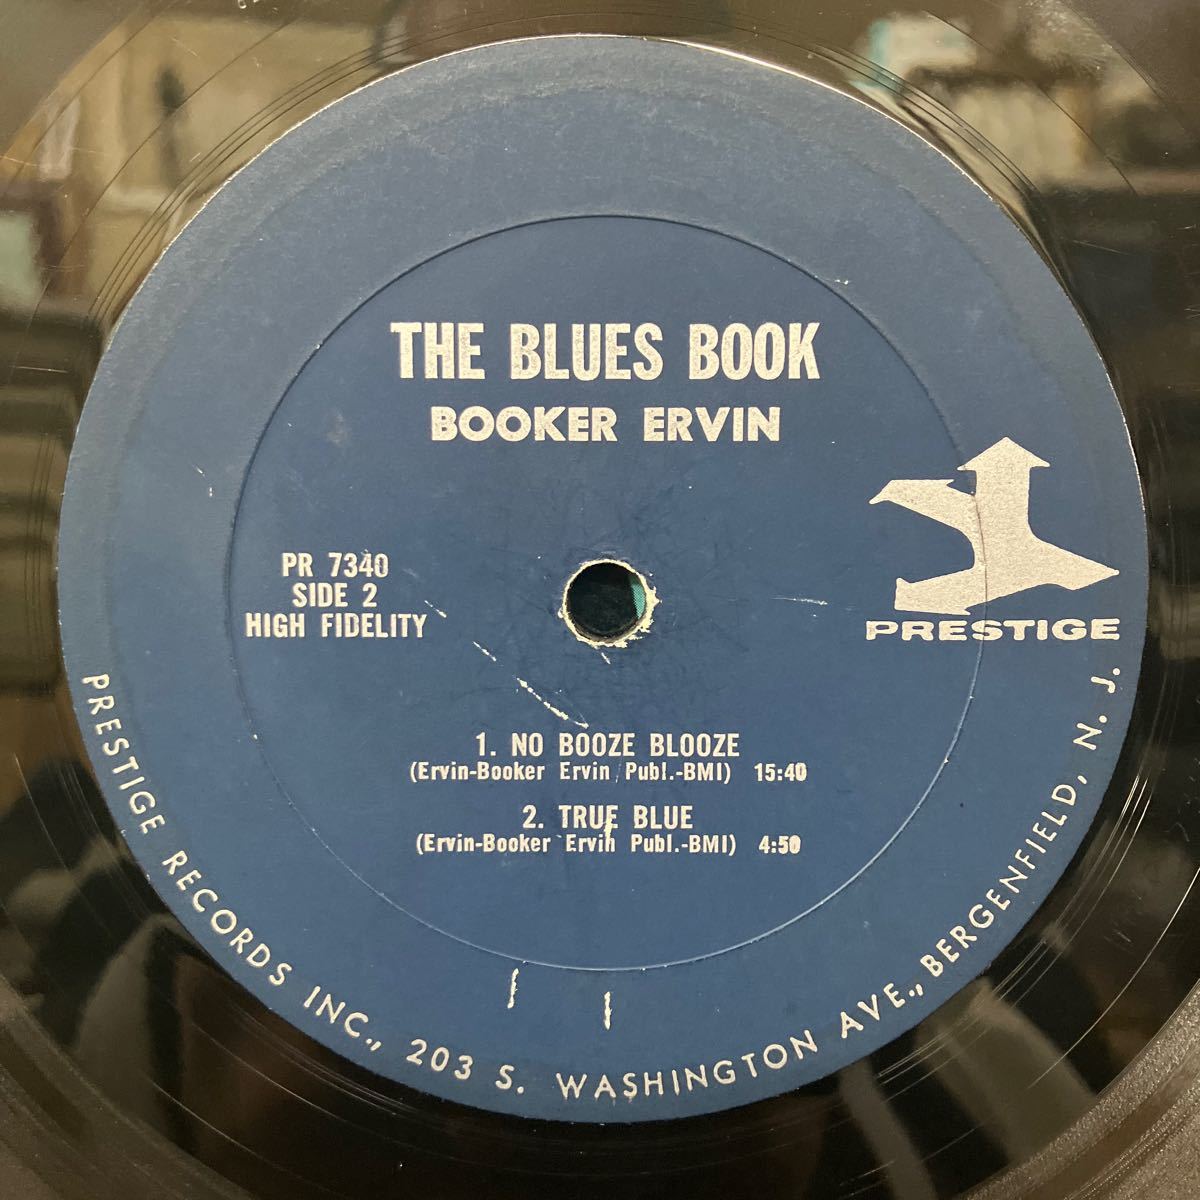 THE BLUES BOOK
BOOKER ERVIN
PR 7340
SIDE 2
HIGH FIDELITY
PRESTIGE
1. NO BOOZE BLOOZE
(Ervin-Booker Ervin Publ.-BMI) 15:40
2. TRUE BLUE
(Ervin-Booker Ervin Publ.-BMI) 4:50
PRESTIGE RECORDS INC., 203 S. WASHINGTON AVE., BERGENFIELD, N. J.